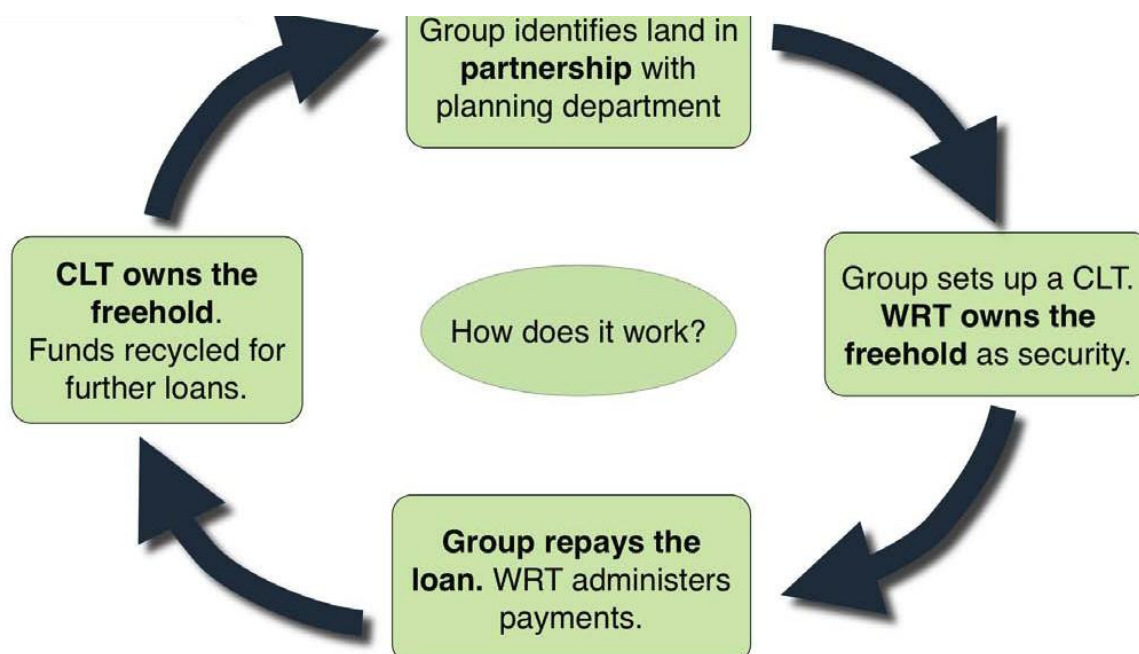 Group identifies land in
partnership with
planning department
CLT owns the
freehold.
Funds recycled for
further loans.
How does it work?
Group sets up a CLT.
WRT owns the
freehold as security.
Group repays the
loan. WRT administers
payments.